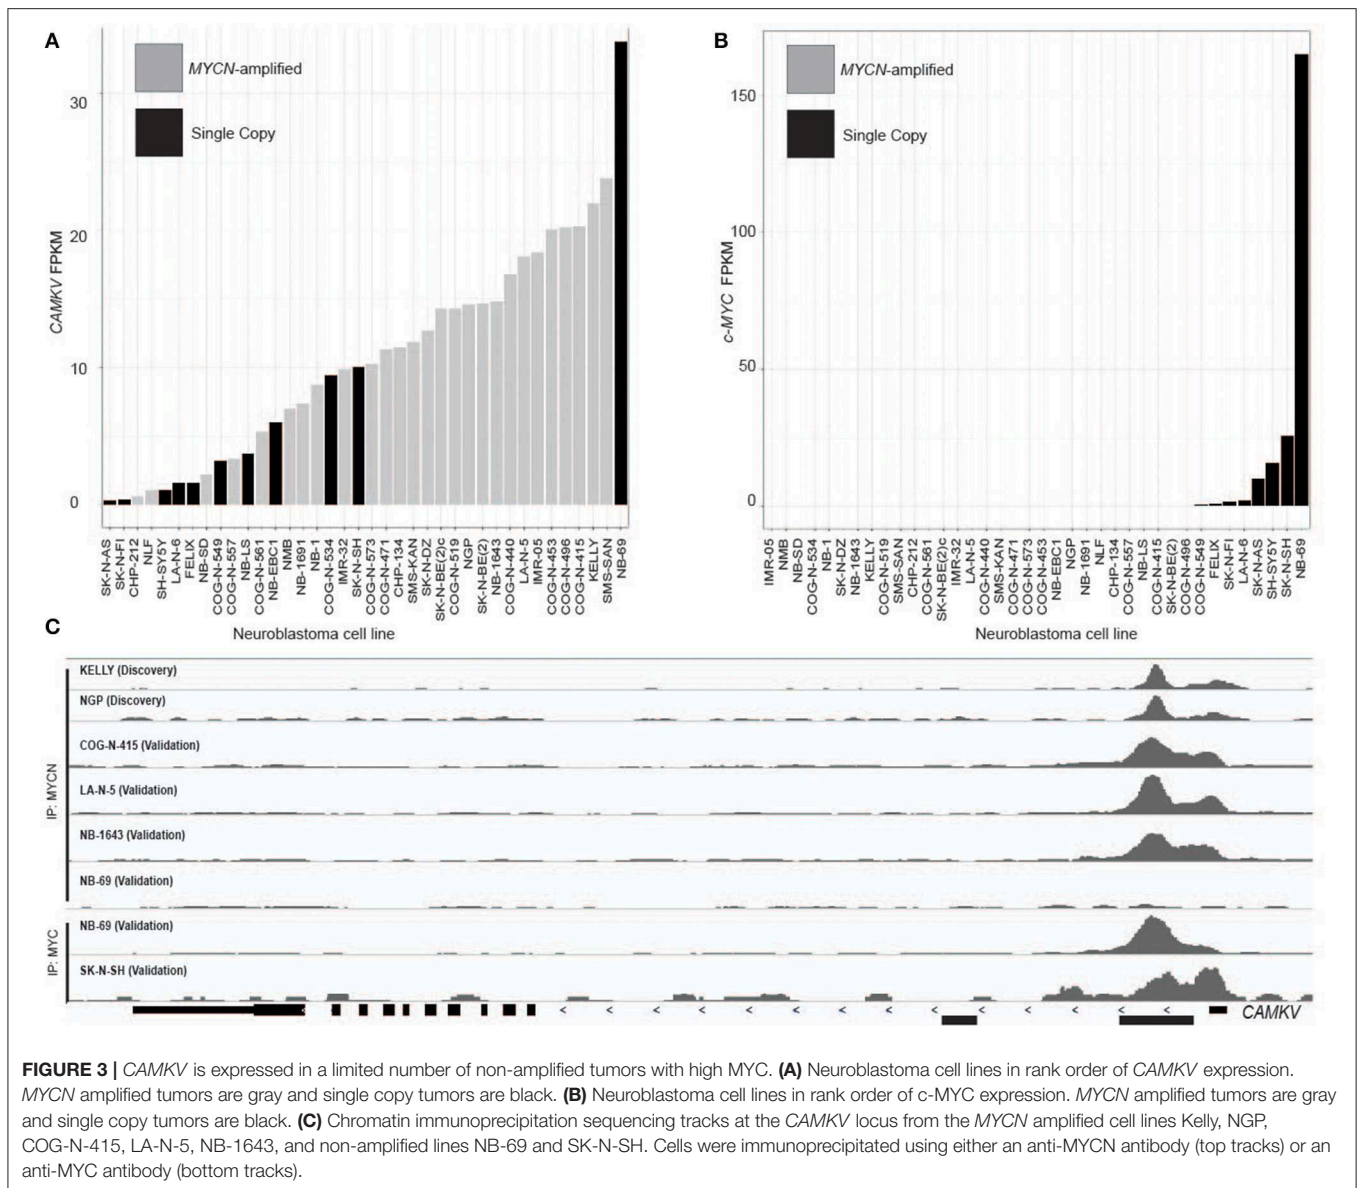 A
MYCN-amplified
Single Copy
30
20
10
0
CAMKV FPKM
SK-N-AS
SK-N-FI
CHP-212
NLF
SH-SY5Y
LA-N-6
FELIX
NB-SD
COG-N-549
COG-N-557
NB-LS
COG-N-561
NB-EBC1
NMB
NB-1691
NB-1
COG-N-534
IMR-32
SK-N-SH
COG-N-573
COG-N-471
CHP-134
SMS-KAN
SK-N-DZ
SK-N-BE(2)c
COG-N-519
NGP
SK-N-BE(2)
NB-1643
COG-N-440
LA-N-5
IMR-05
COG-N-453
COG-N-496
COG-N-415
KELLY
SMS-SAN
NB-69
Neuroblastoma cell line
B
MYCN-amplified
Single Copy
150
100
50
0
c-MYC FPKM
IMR-05
NMB
NB-SD
COG-N-534
NB-1
SK-N-DZ
NB-1643
KELLY
COG-N-519
SMS-SAN
CHP-212
COG-N-561
SK-N-BE(2)c
IMR-32
LA-N-5
COG-N-440
SMS-KAN
COG-N-471
COG-N-573
COG-N-453
NB-EBC1
NGP
NB-1691
NLF
CHP-134
COG-N-557
NB-LS
COG-N-415
SK-N-BE(2)
COG-N-496
COG-N-549
FELIX
SK-N-FI
LA-N-6
SK-N-AS
SH-SY5Y
SK-N-SH
NB-69
Neuroblastoma cell line
C
IP: MYCN
KELLY (Discovery)
NGP (Discovery)
COG-N-415 (Validation)
LA-N-5 (Validation)
NB-1643 (Validation)
NB-69 (Validation)
IP: MYC
NB-69 (Validation)
SK-N-SH (Validation)
CAMKV
FIGURE 3 | CAMKV is expressed in a limited number of non-amplified tumors with high MYC. (A) Neuroblastoma cell lines in rank order of CAMKV expression.
MYCN amplified tumors are gray and single copy tumors are black. (B) Neuroblastoma cell lines in rank order of c-MYC expression. MYCN amplified tumors are gray
and single copy tumors are black. (C) Chromatin immunoprecipitation sequencing tracks at the CAMKV locus from the MYCN amplified cell lines Kelly, NGP,
COG-N-415, LA-N-5, NB-1643, and non-amplified lines NB-69 and SK-N-SH. Cells were immunoprecipitated using either an anti-MYCN antibody (top tracks) or an
anti-MYC antibody (bottom tracks).